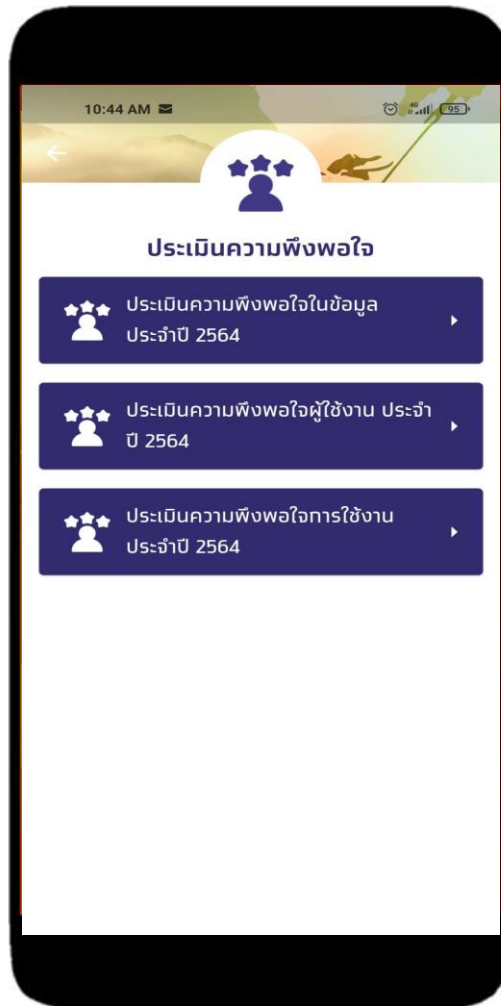 10:44 AM
4G
95
ประเมินความพึงพอใจ
ประเมินความพึงพอใจในข้อมูล
ประจำปี 2564
ประเมินความพึงพอใจผู้ใช้งาน ประจำ
ปี 2564
ประเมินความพึงพอใจการใช้งาน
ประจำปี 2564